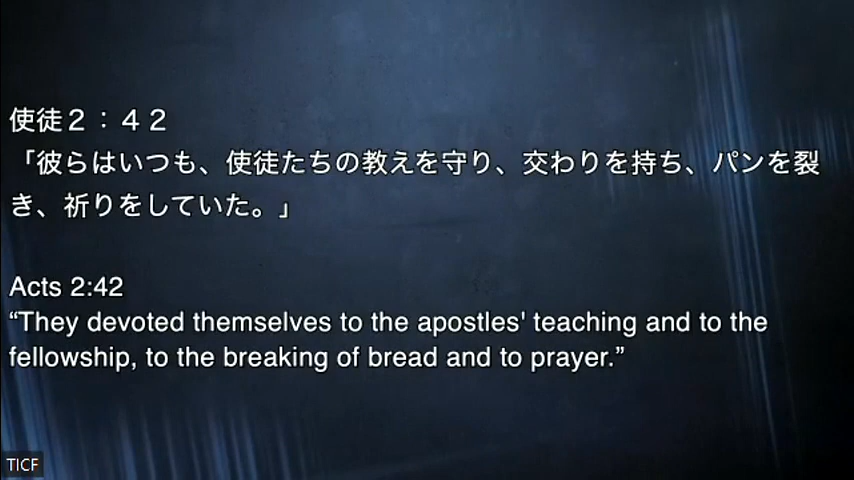 使徒２：４２
「彼らはいつも、使徒たちの教えを守り、交わりを持ち、パンを裂
き、祈りをしていた。」
Acts 2:42
“They devoted themselves to the apostles' teaching and to the
fellowship, to the breaking of bread and to prayer.”
TICF